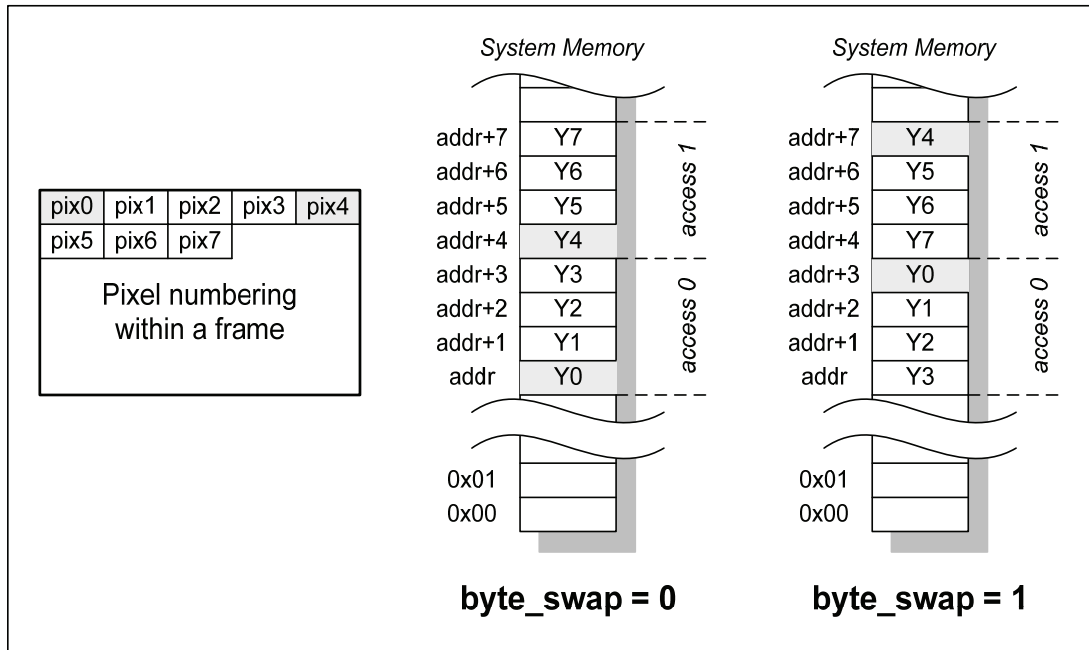 pix0 pix1 pix2 pix3 pix4
pix5 pix6 pix7
Pixel numbering
within a frame
System Memory
addr+7 Y7
addr+6 Y6
addr+5 Y5
addr+4 Y4
addr+3 Y3
addr+2 Y2
addr+1 Y1
addr Y0
access 1
access 0
0x01
0x00
byte_swap = 0
System Memory
addr+7 Y4
addr+6 Y5
addr+5 Y6
addr+4 Y7
addr+3 Y0
addr+2 Y1
addr+1 Y2
addr Y3
access 1
access 0
0x01
0x00
byte_swap = 1